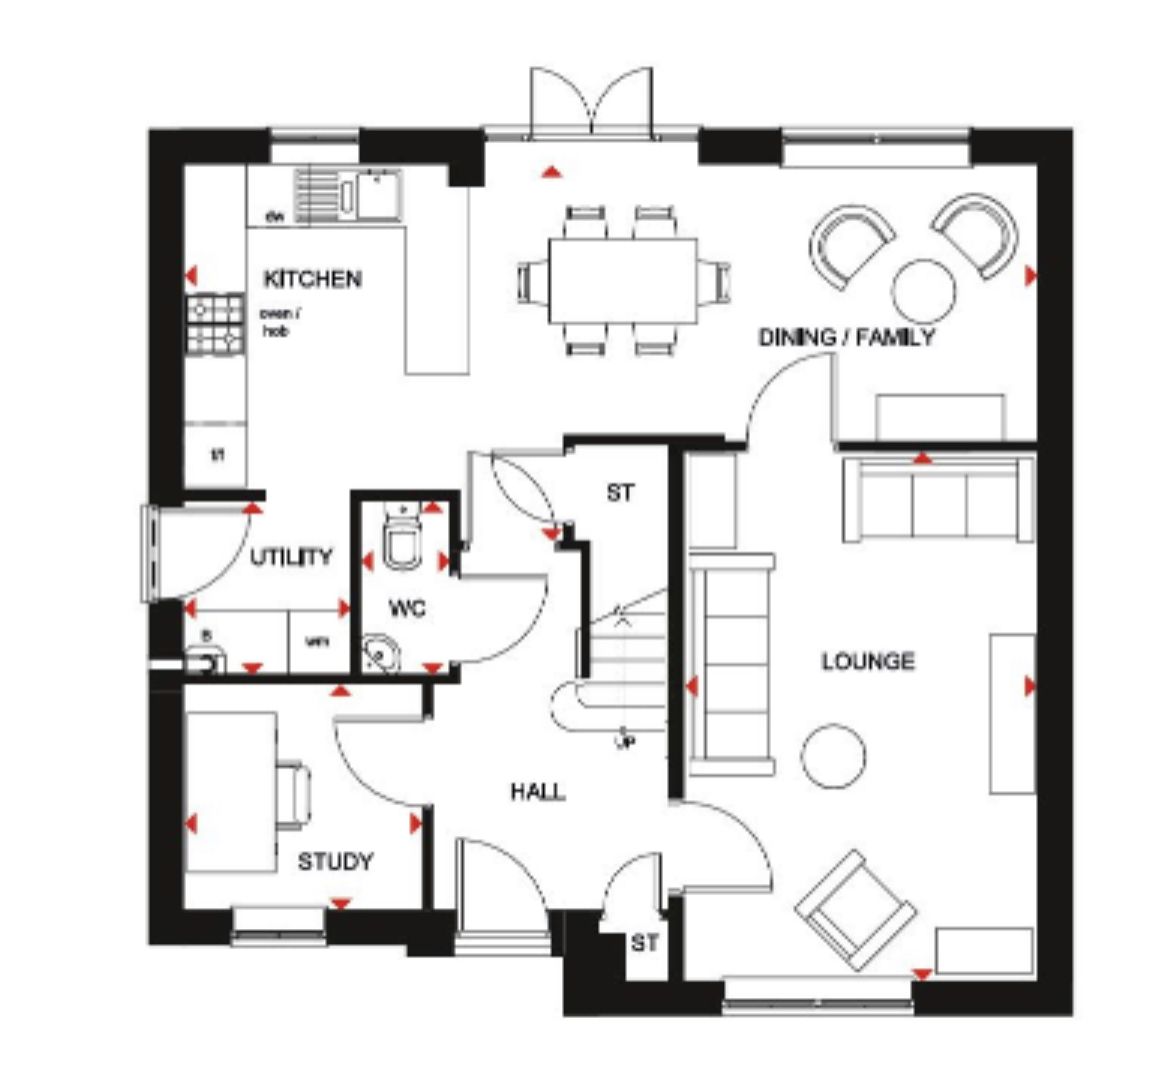 dw
KITCHEN
oven /
hob
DINING / FAMILY
f/f
ST
UTILITY
WC
B
wm
LOUNGE
UP
HALL
STUDY
ST